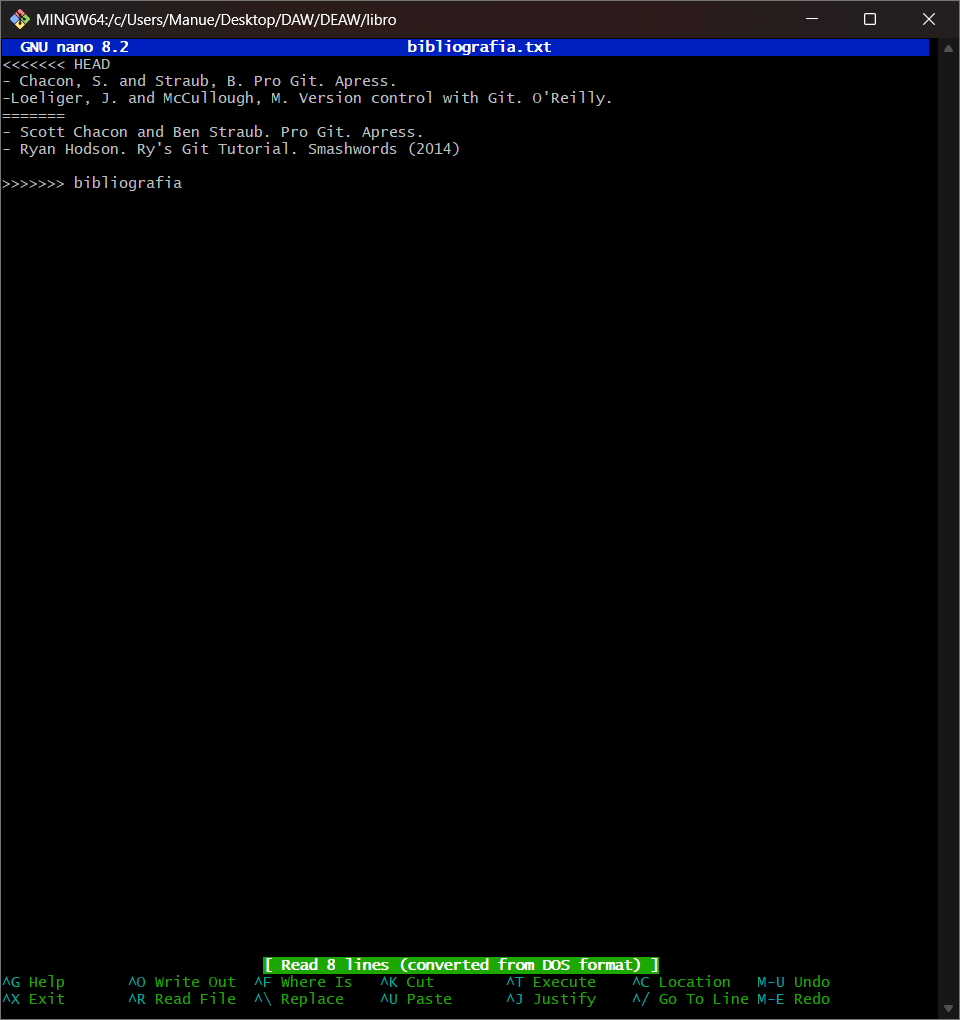 MINGW64:/c/Users/Manue/Desktop/DAW/DEAW/libro
GNU nano 8.2 bibliografia.txt
<<<<<<< HEAD
- Chacon, S. and Straub, B. Pro Git. Apress.
-Loeliger, J. and McCullough, M. Version control with Git. O'Reilly.
=======
- Scott Chacon and Ben Straub. Pro Git. Apress.
- Ryan Hodson. Ry's Git Tutorial. Smashwords (2014)
>>>>>>> bibliografia
[ Read 8 lines (converted from DOS format) ]
^G Help ^O Write Out ^F Where Is ^K Cut ^T Execute ^C Location M-U Undo
^X Exit ^R Read File ^\ Replace ^U Paste ^J Justify ^/ Go To Line M-E Redo